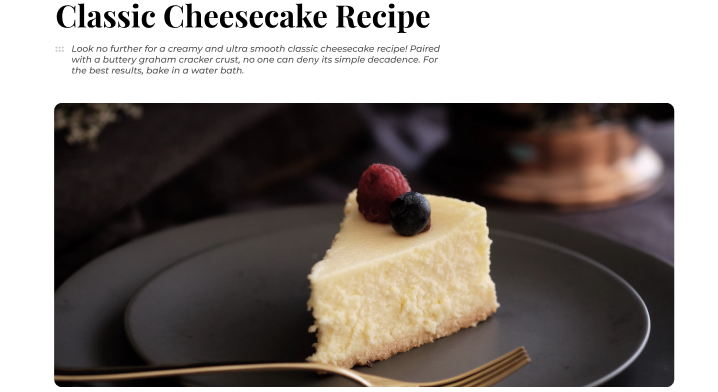 Classic Cheesecake Recipe
Look no further for a creamy and ultra smooth classic cheesecake recipe! Paired
with a buttery graham cracker crust, no one can deny its simple decadence. For
the best results, bake in a water bath.